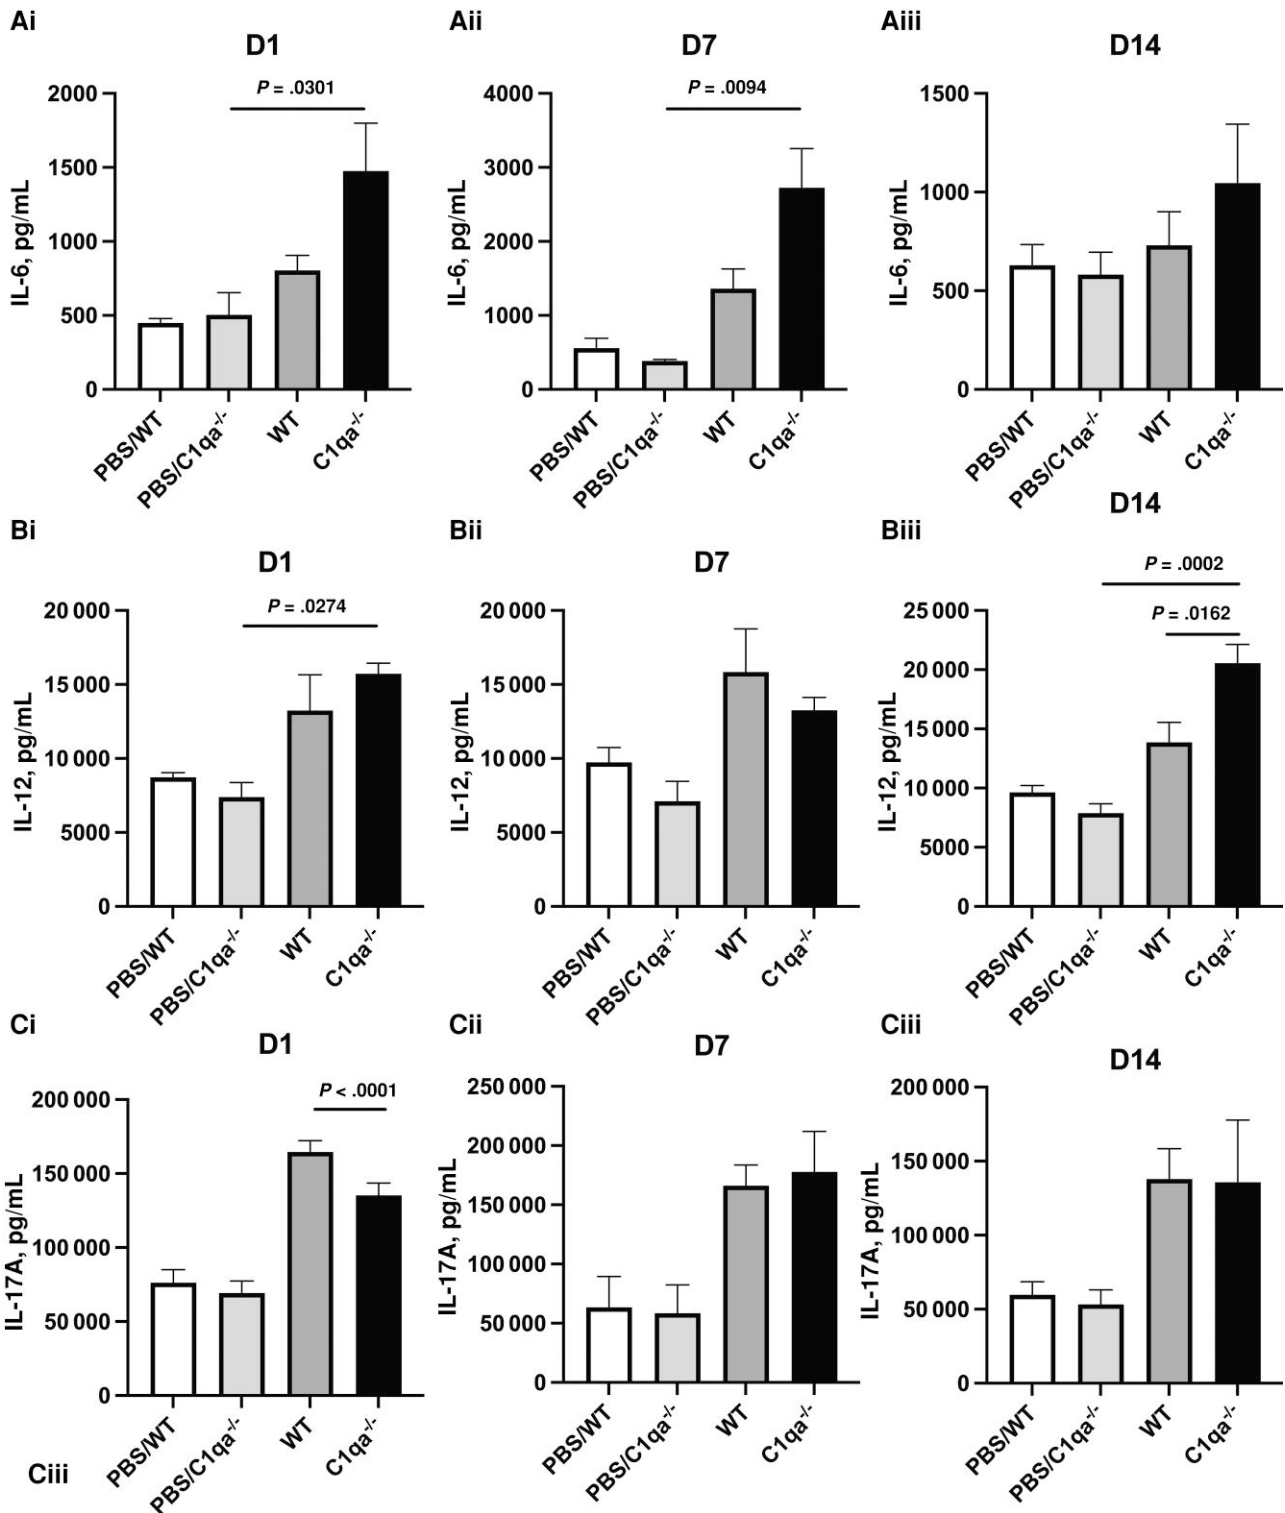 Ai
D1
P = .0301
2000
1500
1000
500
0
IL-6, pg/mL
PBS/WT
PBS/C1qa-/-
WT
C1qa-/-
Aii
D7
P = .0094
4000
3000
2000
1000
0
IL-6, pg/mL
PBS/WT
PBS/C1qa-/-
WT
C1qa-/-
Aiii
D14
1500
1000
500
0
IL-6, pg/mL
PBS/WT
PBS/C1qa-/-
WT
C1qa-/-
Bi
D1
P = .0274
20 000
15 000
10 000
5000
0
IL-12, pg/mL
PBS/WT
PBS/C1qa-/-
WT
C1qa-/-
Bii
D7
20 000
15 000
10 000
5000
0
IL-12, pg/mL
PBS/WT
PBS/C1qa-/-
WT
C1qa-/-
Biii
D14
P = .0002
P = .0162
25 000
20 000
15 000
10 000
5000
0
IL-12, pg/mL
PBS/WT
PBS/C1qa-/-
WT
C1qa-/-
Ci
D1
P < .0001
200 000
150 000
100 000
50 000
0
IL-17A, pg/mL
PBS/WT
PBS/C1qa-/-
WT
C1qa-/-
Cii
D7
250 000
200 000
150 000
100 000
50 000
0
IL-17A, pg/mL
PBS/WT
PBS/C1qa-/-
WT
C1qa-/-
Ciii
D14
200 000
150 000
100 000
50 000
0
IL-17A, pg/mL
PBS/WT
PBS/C1qa-/-
WT
C1qa-/-
Ciii